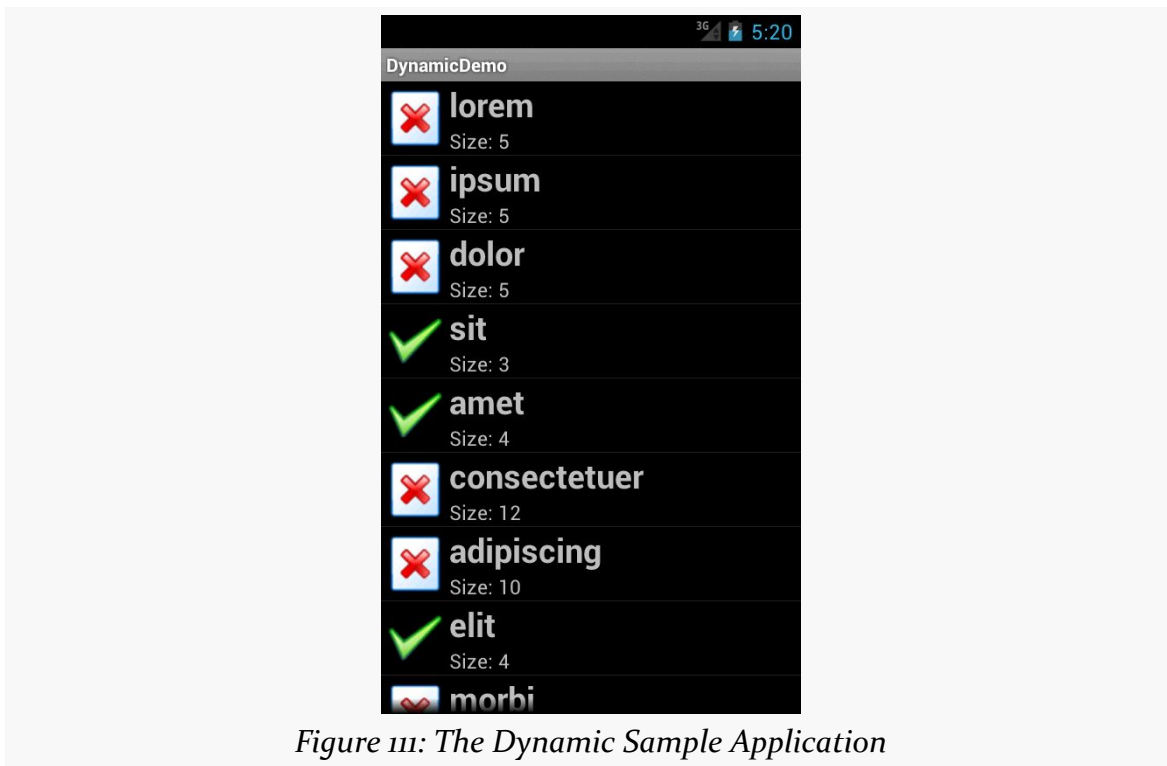 3G 5:20
DynamicDemo
lorem
Size: 5
ipsum
Size: 5
dolor
Size: 5
sit
Size: 3
amet
Size: 4
consectetuer
Size: 12
adipiscing
Size: 10
elit
Size: 4
morbi
Figure 111: The Dynamic Sample Application